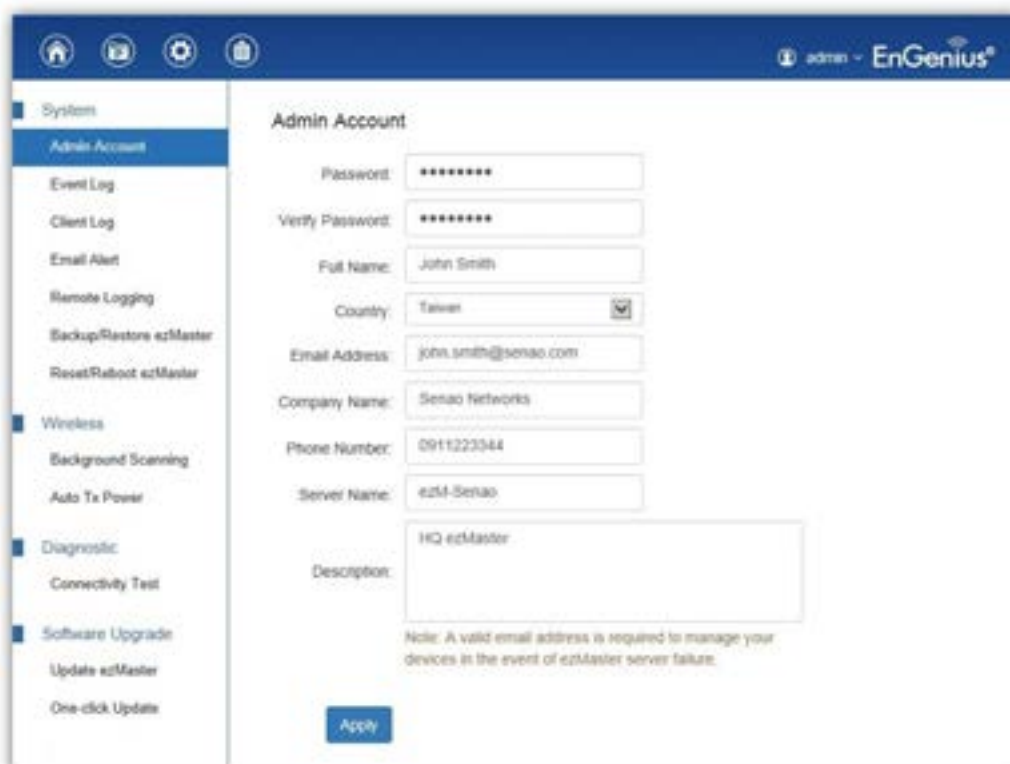 admin
EnGenius®
System
Admin Account
Event Log
Client Log
Email Alert
Remote Logging
Backup/Restore ezMaster
Reset/Reboot ezMaster
Wireless
Background Scanning
Auto Tx Power
Diagnostic
Connectivity Test
Software Upgrade
Update ezMaster
One-click Update
Admin Account
Password: ••••••••
Verify Password: ••••••••
Full Name: John Smith
Country: Taiwan
Email Address: john.smith@senao.com
Company Name: Senao Networks
Phone Number: 0911223344
Server Name: ezM-Senao
Description: HQ ezMaster
Note: A valid email address is required to manage your
devices in the event of ezMaster server failure.
Apply